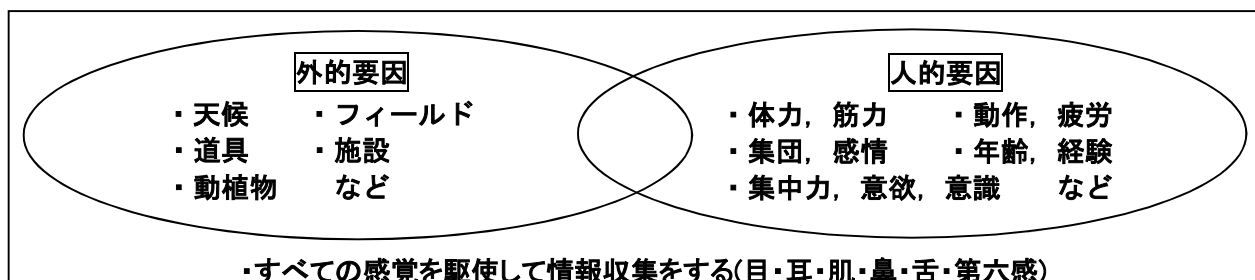 外的要因
・天候　・フィールド
・道具　・施設
・動植物　など
人的要因
・体力，筋力　・動作，疲労
・集団，感情　・年齢，経験
・集中力，意欲，意識　など
・すべての感覚を駆使して情報収集をする(目・耳・肌・鼻・舌・第六感)